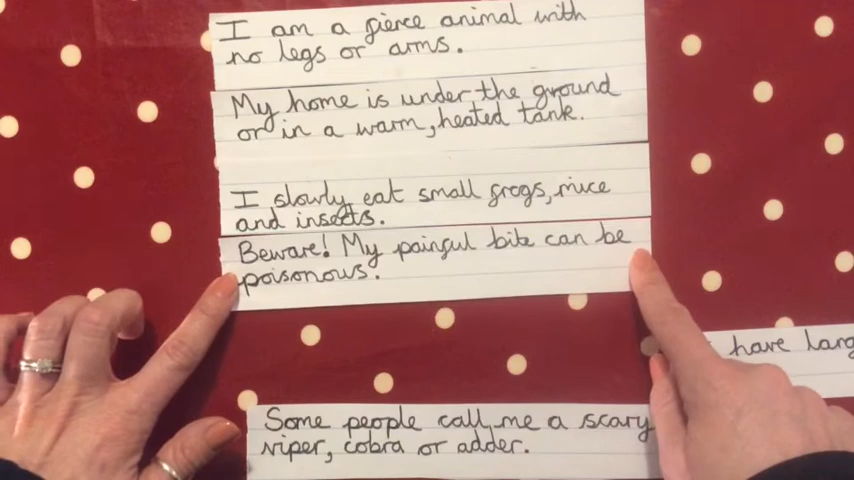 I am a fierce animal with
no legs or arms.
My home is under the ground
or in a warm, heated tank.
I slowly eat small frogs, mice
and insects.
Beware! My painful bite can be
poisonous.
have larg
Some people call me a scary
viper, cobra or adder.